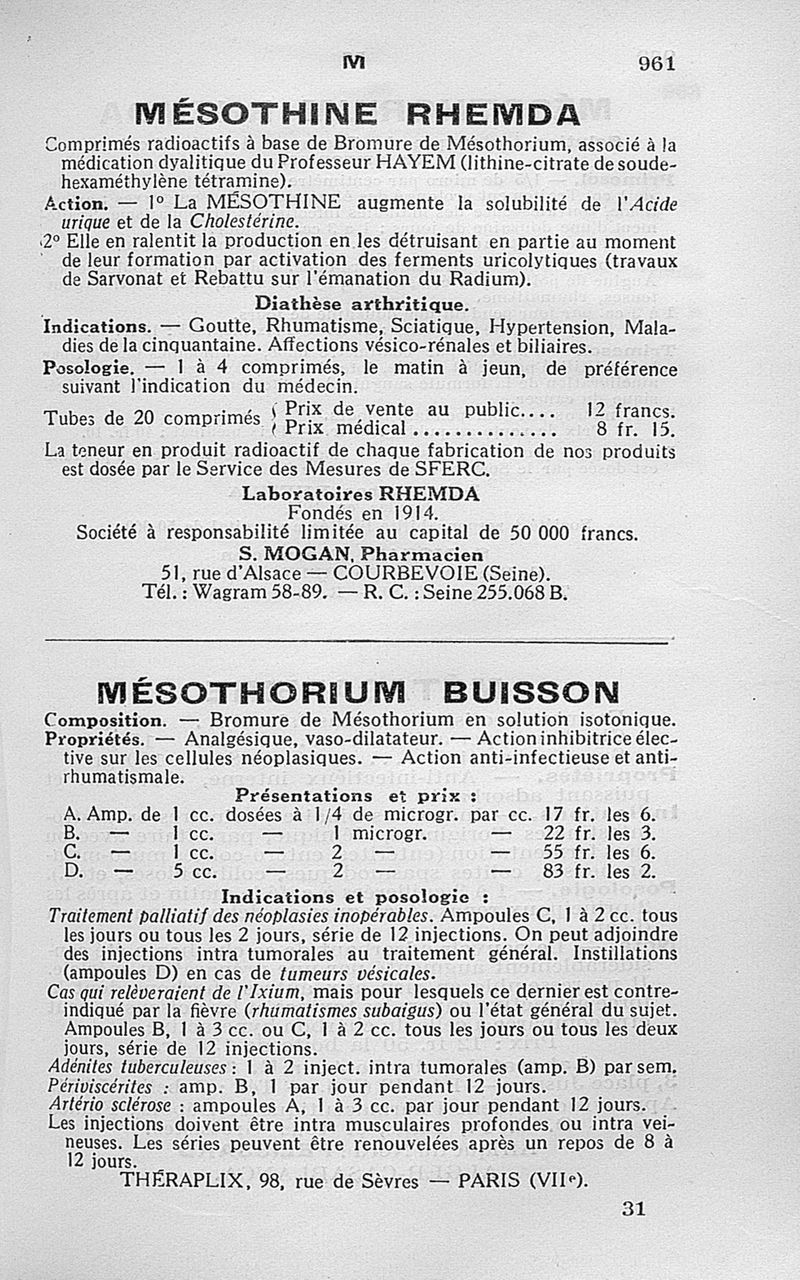 M 961
MÉSOTHINE RHEMDA
Comprimés radioactifs à base de Bromure de Mésothorium, associé à la
médication dyalitique du Professeur HAYEM (lithine-citrate de soude-
hexaméthylène tétramine).
Action. — 1° La MÉSOTHINE augmente la solubilité de l'Acide
urique et de la Cholestérine.
2° Elle en ralentit la production en les détruisant en partie au moment
de leur formation par activation des ferments uricolytiques (travaux
de Sarvonat et Rebattu sur l'émanation du Radium).
Diathèse arthritique.
Indications. — Goutte, Rhumatisme, Sciatique, Hypertension, Mala-
dies de la cinquantaine. Affections vésico-rénales et biliaires.
Posologie. — 1 à 4 comprimés, le matin à jeun, de préférence
suivant l'indication du médecin.
Tubes de 20 comprimés { Prix de vente au public.... 12 francs.
Prix médical .............. 8 fr. 15.
La teneur en produit radioactif de chaque fabrication de nos produits
est dosée par le Service des Mesures de SFERC.
Laboratoires RHEMDA
Fondés en 1914.
Société à responsabilité limitée au capital de 50 000 francs.
S. MOGAN, Pharmacien
51, rue d'Alsace — COURBEVOIE (Seine).
Tél. : Wagram 58-89. — R. C. : Seine 255.068 B.
MÉSOTHORIUM BUISSON
Composition. — Bromure de Mésothorium en solution isotonique.
Propriétés. — Analgésique, vaso-dilatateur. — Action inhibitrice élec-
tive sur les cellules néoplasiques. — Action anti-infectieuse et anti-
rhumatismale.
Présentations et prix :
A. Amp. de 1 cc. dosées à 1/4 de microgr. par cc. 17 fr. les 6.
B. — 1 cc. — 1 microgr. — 22 fr. les 3.
C. — 1 cc. — 2 — — 55 fr. les 6.
D. — 5 cc. — 2 — — 83 fr. les 2.
Indications et posologie :
Traitement palliatif des néoplasies inopérables. Ampoules C, 1 à 2 cc. tous
les jours ou tous les 2 jours, série de 12 injections. On peut adjoindre
des injections intra tumorales au traitement général. Instillations
(ampoules D) en cas de tumeurs vésicales.
Cas qui relèveraient de l'Ixium, mais pour lesquels ce dernier est contre-
indiqué par la fièvre (rhumatismes subaigus) ou l'état général du sujet.
Ampoules B, 1 à 3 cc. ou C, 1 à 2 cc. tous les jours ou tous les deux
jours, série de 12 injections.
Adénites tuberculeuses : 1 à 2 inject. intra tumorales (amp. B) par sem.
Périviscérites : amp. B, 1 par jour pendant 12 jours.
Artério sclérose : ampoules A, 1 à 3 cc. par jour pendant 12 jours.
Les injections doivent être intra musculaires profondes ou intra vei-
neuses. Les séries peuvent être renouvelées après un repos de 8 à
12 jours.
THÉRAPLIX, 98, rue de Sèvres — PARIS (VIIe).
31